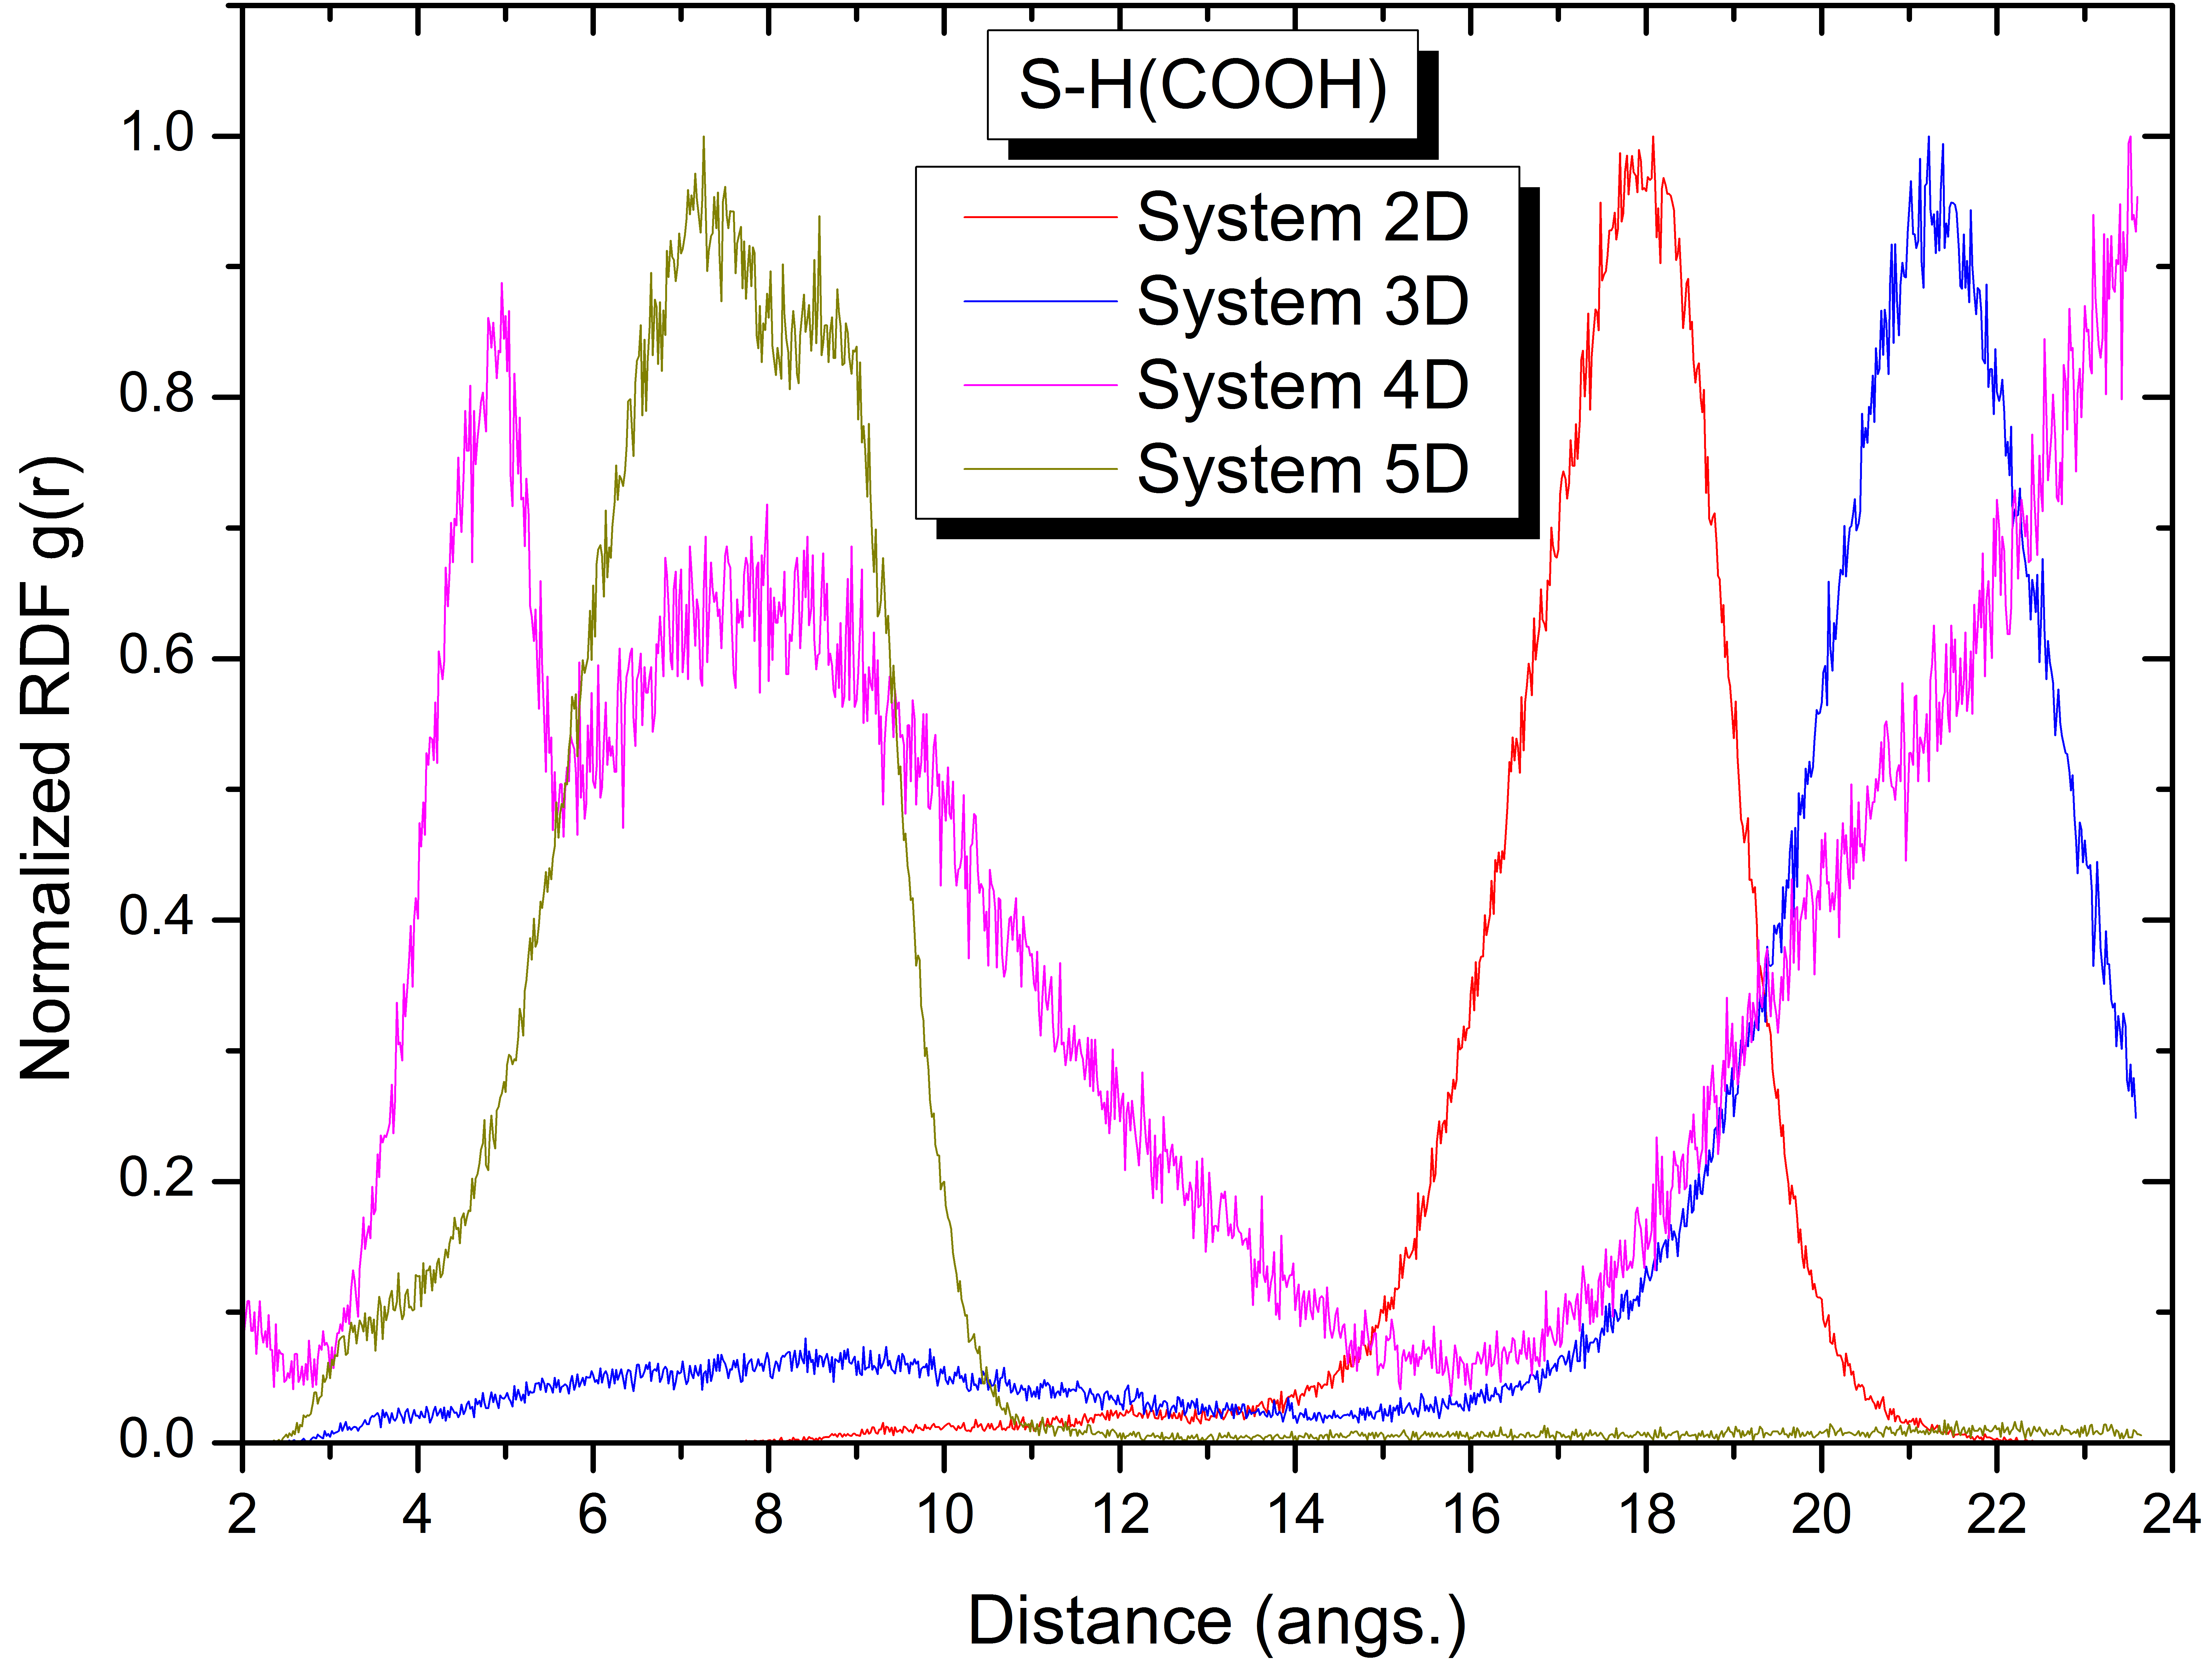 S-H(COOH)
System 2D
System 3D
System 4D
System 5D
Normalized RDF g(r)
1.0
0.8
0.6
0.4
0.2
0.0
2 4 6 8 10 12 14 16 18 20 22 24
Distance (angs.)